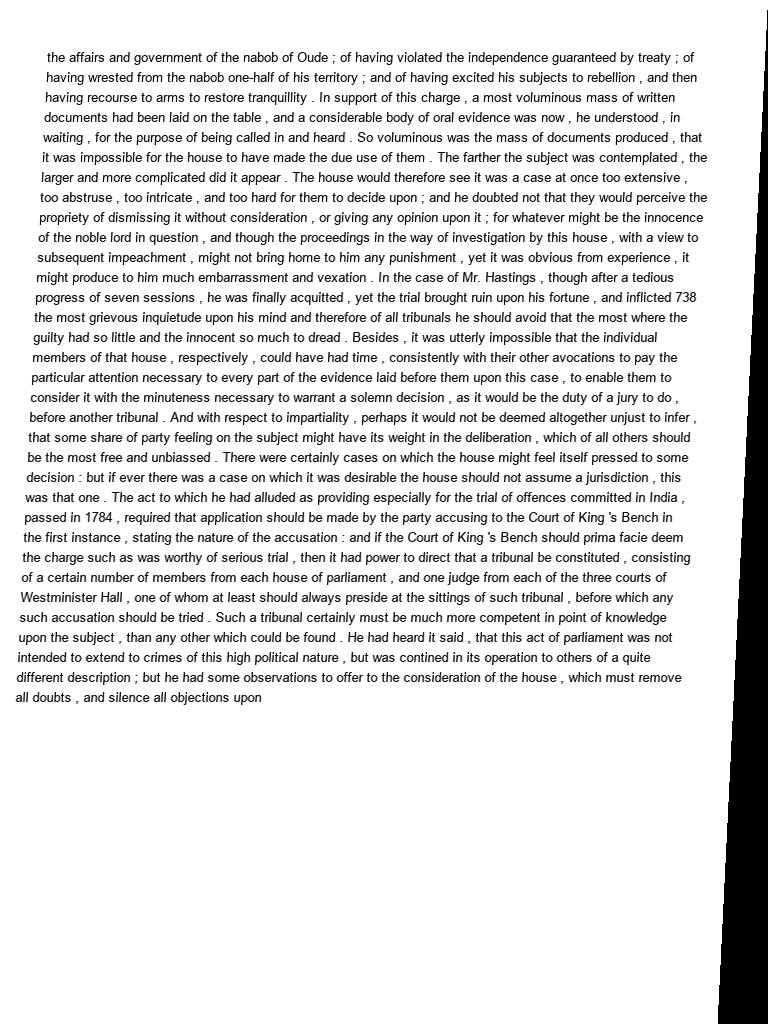 the affairs and government of the nabob of Oude ; of having violated the independence guaranteed by treaty ; of
having wrested from the nabob one-half of his territory ; and of having excited his subjects to rebellion , and then
having recourse to arms to restore tranquillity . In support of this charge , a most voluminous mass of written
documents had been laid on the table , and a considerable body of oral evidence was now , he understood , in
waiting , for the purpose of being called in and heard . So voluminous was the mass of documents produced , that
it was impossible for the house to have made the due use of them . The farther the subject was contemplated , the
larger and more complicated did it appear . The house would therefore see it was a case at once too extensive ,
too abstruse , too intricate , and too hard for them to decide upon ; and he doubted not that they would perceive the
propriety of dismissing it without consideration , or giving any opinion upon it ; for whatever might be the innocence
of the noble lord in question , and though the proceedings in the way of investigation by this house , with a view to
subsequent impeachment , might not bring home to him any punishment , yet it was obvious from experience , it
might produce to him much embarrassment and vexation . In the case of Mr. Hastings , though after a tedious
progress of seven sessions , he was finally acquitted , yet the trial brought ruin upon his fortune , and inflicted 738
the most grievous inquietude upon his mind and therefore of all tribunals he should avoid that the most where the
guilty had so little and the innocent so much to dread . Besides , it was utterly impossible that the individual
members of that house , respectively , could have had time , consistently with their other avocations to pay the
particular attention necessary to every part of the evidence laid before them upon this case , to enable them to
consider it with the minuteness necessary to warrant a solemn decision , as it would be the duty of a jury to do ,
before another tribunal . And with respect to impartiality , perhaps it would not be deemed altogether unjust to infer ,
that some share of party feeling on the subject might have its weight in the deliberation , which of all others should
be the most free and unbiassed . There were certainly cases on which the house might feel itself pressed to some
decision : but if ever there was a case on which it was desirable the house should not assume a jurisdiction , this
was that one . The act to which he had alluded as providing especially for the trial of offences committed in India ,
passed in 1784 , required that application should be made by the party accusing to the Court of King 's Bench in
the first instance , stating the nature of the accusation : and if the Court of King 's Bench should prima facie deem
the charge such as was worthy of serious trial , then it had power to direct that a tribunal be constituted , consisting
of a certain number of members from each house of parliament , and one judge from each of the three courts of
Westminister Hall , one of whom at least should always preside at the sittings of such tribunal , before which any
such accusation should be tried . Such a tribunal certainly must be much more competent in point of knowledge
upon the subject , than any other which could be found . He had heard it said , that this act of parliament was not
intended to extend to crimes of this high political nature , but was contined in its operation to others of a quite
different description ; but he had some observations to offer to the consideration of the house , which must remove
all doubts , and silence all objections upon